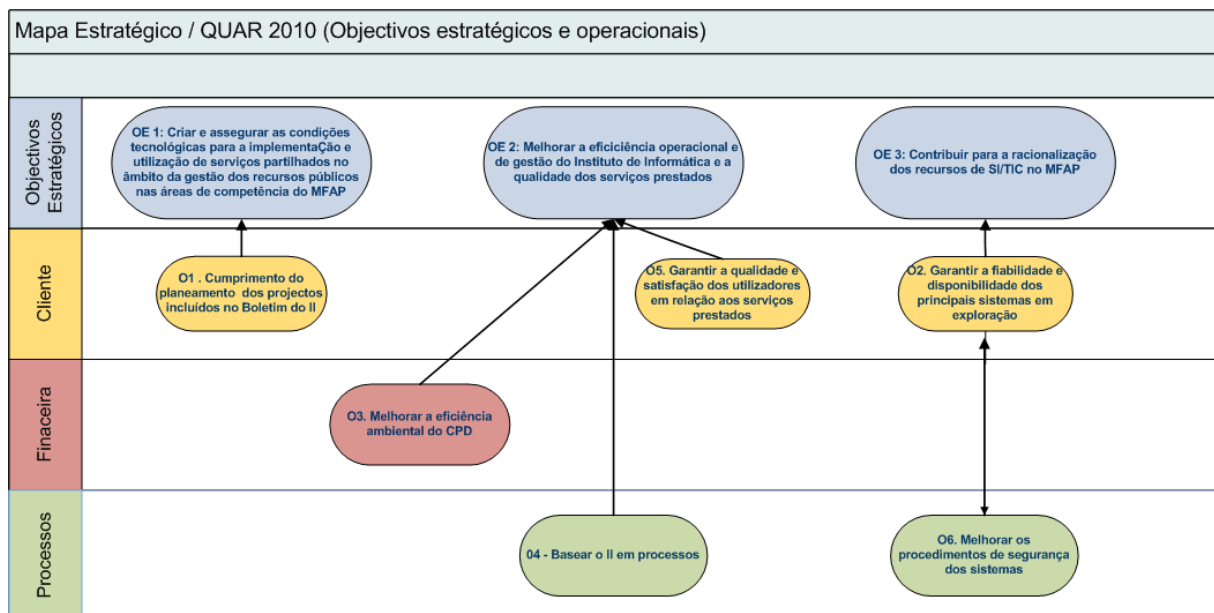 Mapa Estratégico / QUAR 2010 (Objectivos estratégicos e operacionais)
Objectivos
Estratégicos
OE 1: Criar e assegurar as condições
tecnológicas para a implementaÇão e
utilização de serviços partilhados no
âmbito da gestão dos recursos públicos
nas áreas de competência do MFAP
OE 2: Melhorar a eficiciência operacional e
de gestão do Instituto de Informática e a
qualidade dos serviços prestados
OE 3: Contribuir para a racionalização
dos recursos de SI/TIC no MFAP
Cliente
O1 . Cumprimento do
planeamento dos projectos
incluídos no Boletim do II
O5. Garantir a qualidade e
satisfação dos utilizadores
em relação aos serviços
prestados
O2. Garantir a fiabilidade e
disponibilidade dos
principais sistemas em
exploração
Finaceira
O3. Melhorar a eficiência
ambiental do CPD
Processos
04 - Basear o II em processos
O6. Melhorar os
procedimentos de segurança
dos sistemas